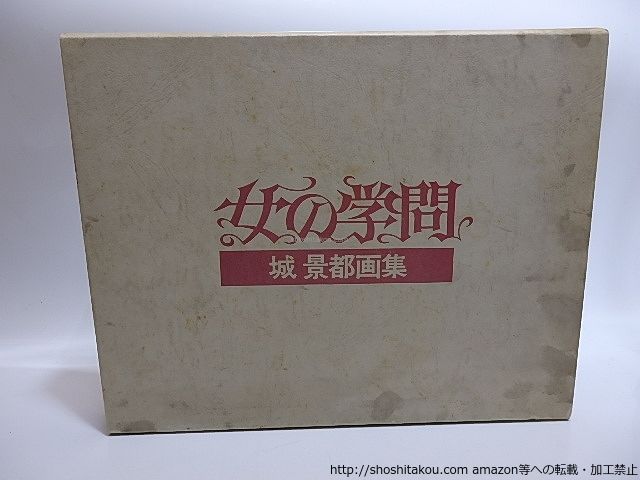 女の学問
城 景都画集
http://shoshitakou.com amazon等への転載・加工禁止